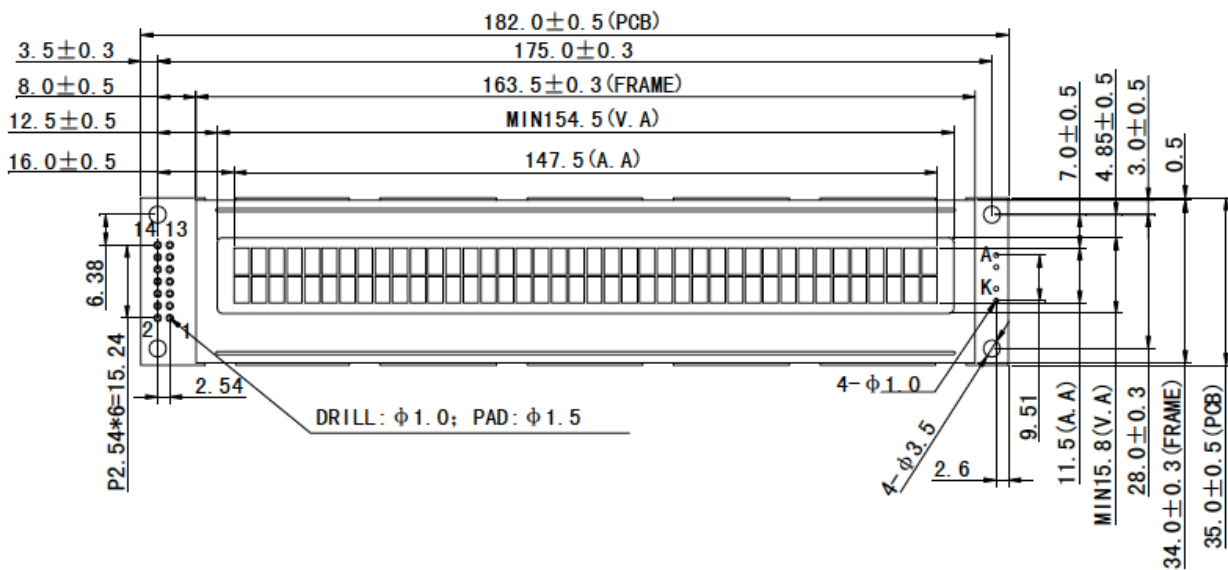 182.0±0.5(PCB)
3.5±0.3
175.0±0.3
8.0±0.5
163.5±0.3(FRAME)
12.5±0.5
MIN154.5(V.A)
16.0±0.5
147.5(A.A)
7.0±0.5
4.85±0.5
3.0±0.5
0.5
14 13
A
K
6.38
2 1
P2.54*6=15.24
2.54
DRILL:φ1.0; PAD:φ1.5
4-φ1.0
4-φ3.5
2.6
9.51
11.5(A.A)
MIN15.8(V.A)
28.0±0.3
34.0±0.3(FRAME)
35.0±0.5(PCB)